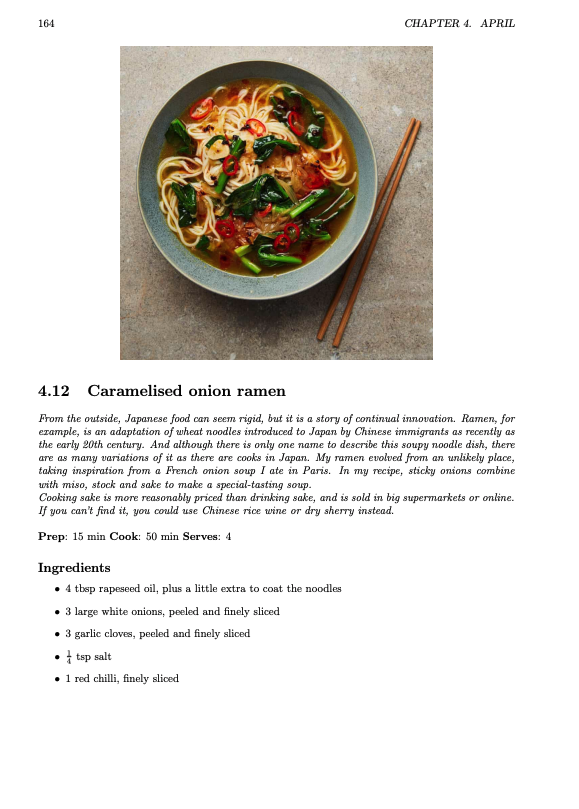 164
CHAPTER 4. APRIL
4.12 Caramelised onion ramen
From the outside, Japanese food can seem rigid, but it is a story of continual innovation. Ramen, for
example, is an adaptation of wheat noodles introduced to Japan by Chinese immigrants as recently as
the early 20th century. And although there is only one name to describe this soupy noodle dish, there
are as many variations of it as there are cooks in Japan. My ramen evolved from an unlikely place,
taking inspiration from a French onion soup I ate in Paris. In my recipe, sticky onions combine
with miso, stock and sake to make a special-tasting soup.
Cooking sake is more reasonably priced than drinking sake, and is sold in big supermarkets or online.
If you can't find it, you could use Chinese rice wine or dry sherry instead.
Prep: 15 min Cook: 50 min Serves: 4
Ingredients
• 4 tbsp rapeseed oil, plus a little extra to coat the noodles
• 3 large white onions, peeled and finely sliced
• 3 garlic cloves, peeled and finely sliced
• 1/4 tsp salt
• 1 red chilli, finely sliced